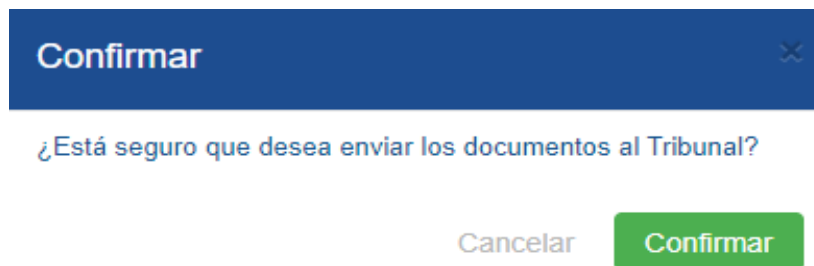 Confirmar
¿Está seguro que desea enviar los documentos al Tribunal?
Cancelar Confirmar